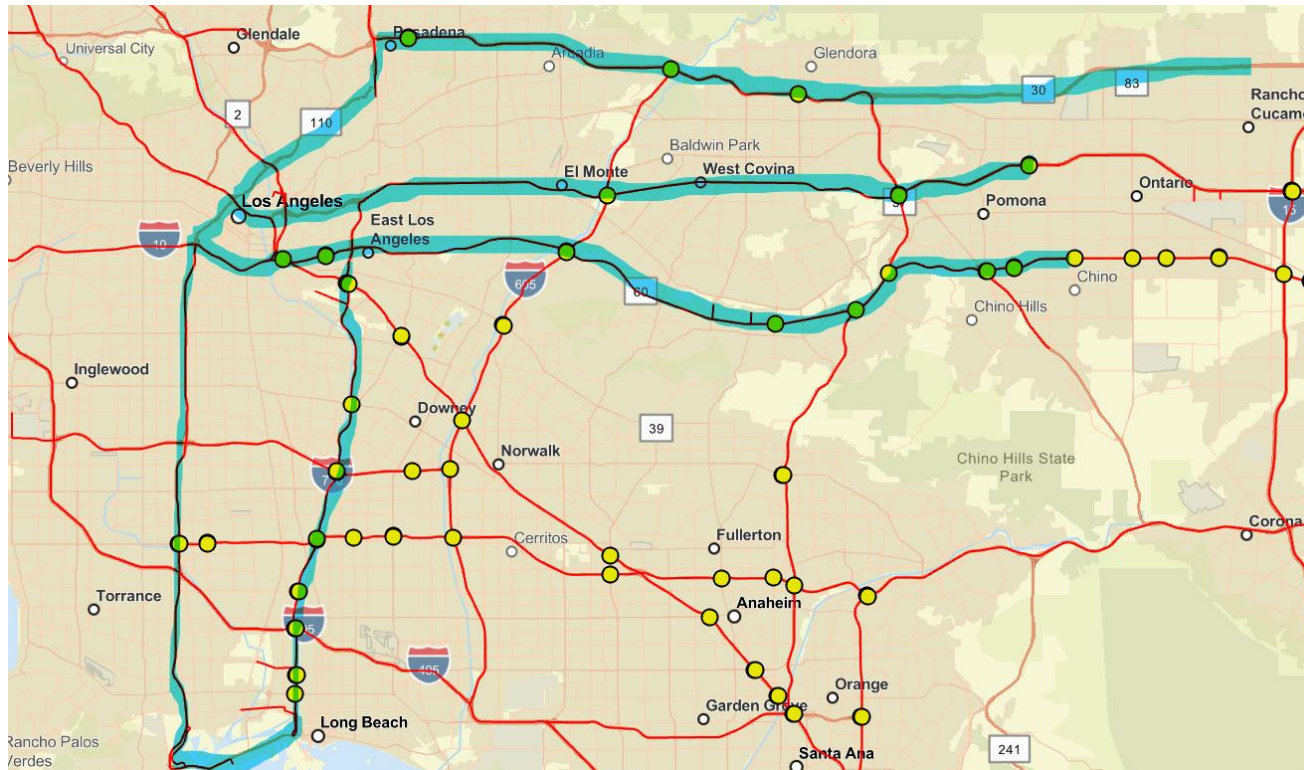 Glendale
Pasadena
Universal City
Arcadia
Glendora
30
83
Rancho
Cucam
2
110
Baldwin Park
Beverly Hills
El Monte
West Covina
Ontario
Los Angeles
Pomona
15
East Los
Angeles
10
605
60
Chino
Chino Hills
Inglewood
Downey
39
Norwalk
Chino Hills State
Park
241
Corona
Cerritos
Fullerton
Torrance
Anaheim
405
Orange
Garden Grove
Long Beach
Rancho Palos
Verdes
241
Santa Ana